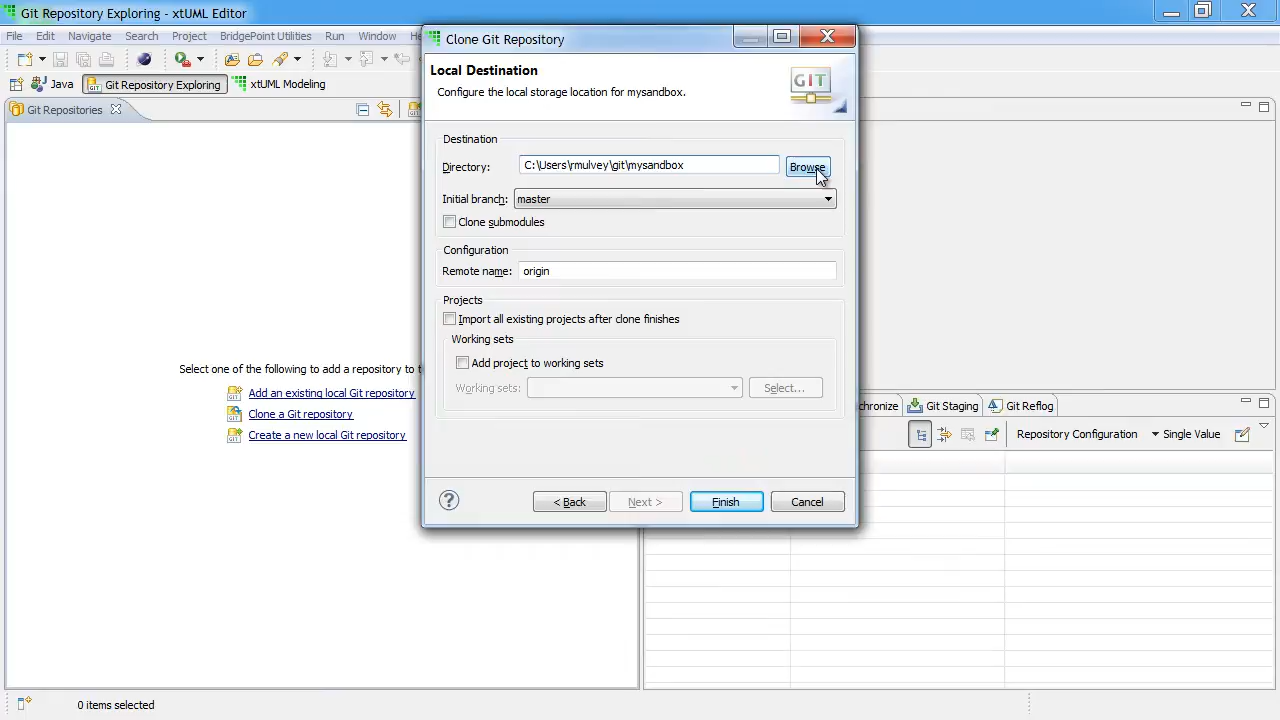 Git Repository Exploring - xtUML Editor
File Edit Navigate Search Project BridgePoint Utilities Run Window
Java Git Repository Exploring xtUML Modeling
Git Repositories
Select one of the following to add a repository to
Add an existing local Git repository
Clone a Git repository
Create a new local Git repository
Clone Git Repository
Local Destination
Configure the local storage location for mysandbox.
GIT
Destination
Directory: C:\Users\rmulvey\git\mysandbox Browse
Initial branch: master
Clone submodules
Configuration
Remote name: origin
Projects
Import all existing projects after clone finishes
Working sets
Add project to working sets
Working sets: Select...
? < Back Next > Finish Cancel
Git Staging Git Reflog
Repository Configuration Single Value
0 items selected